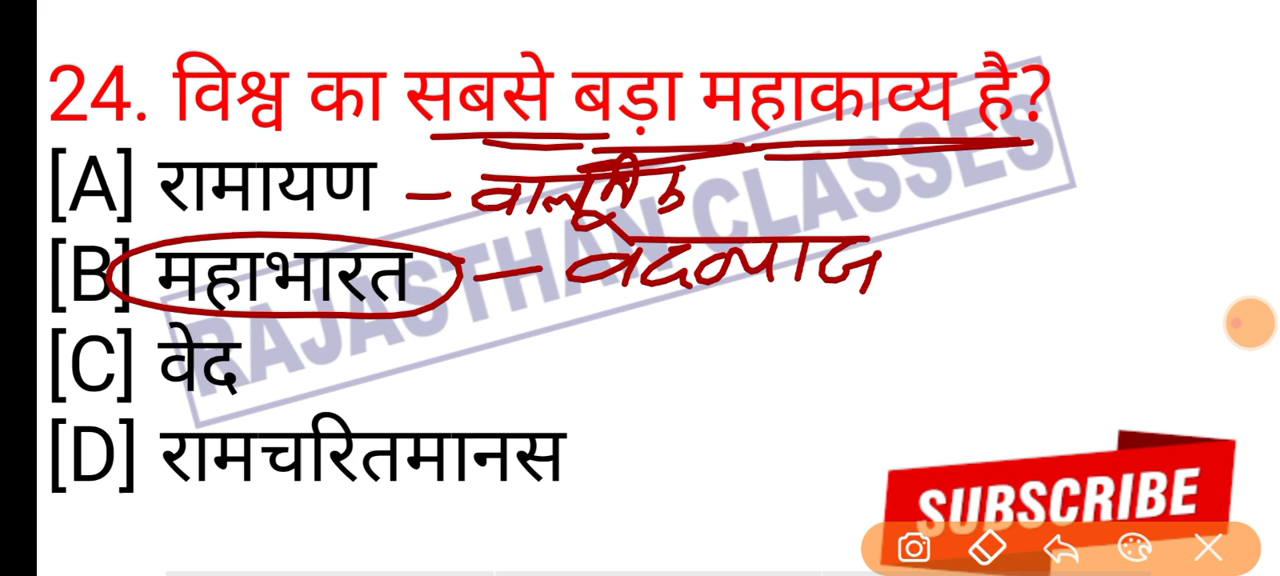 24. विश्व का सबसे बड़ा महाकाव्य है?
[A] रामायण –
[B] महाभारत – वेदव्यास
[C] वेद
[D] रामचरितमानस
RAJASTHAN CLASSES
SUBSCRIBE